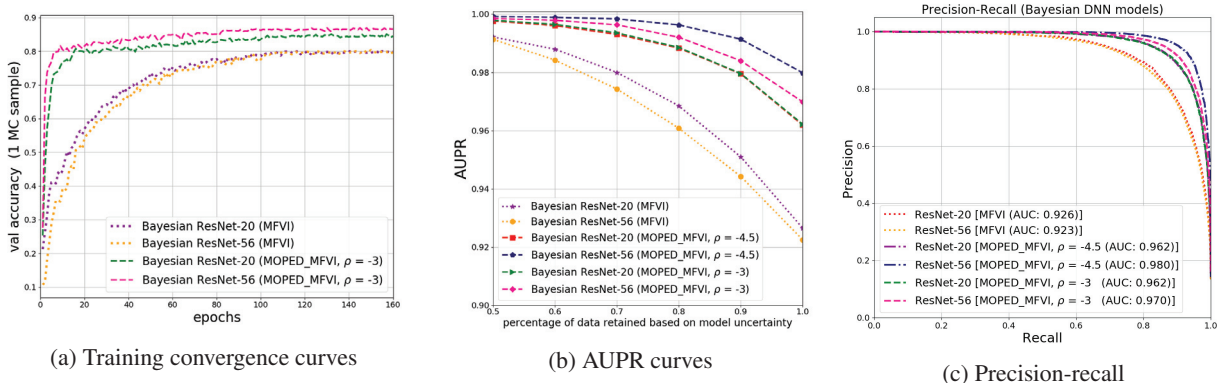 val accuracy (1 MC sample)
0.9
0.8
0.7
0.6
0.5
0.4
0.3
0.2
0.1
Bayesian ResNet-20 (MFVI)
Bayesian ResNet-56 (MFVI)
Bayesian ResNet-20 (MOPED_MFVI, ρ = -3)
Bayesian ResNet-56 (MOPED_MFVI, ρ = -3)
0 20 40 60 80 100 120 140 160
epochs
(a) Training convergence curves
AUPR
1.00
0.98
0.96
0.94
0.92
0.90
Bayesian ResNet-20 (MFVI)
Bayesian ResNet-56 (MFVI)
Bayesian ResNet-20 (MOPED_MFVI, ρ = -4.5)
Bayesian ResNet-56 (MOPED_MFVI, ρ = -4.5)
Bayesian ResNet-20 (MOPED_MFVI, ρ = -3)
Bayesian ResNet-56 (MOPED_MFVI, ρ = -3)
0.5 0.6 0.7 0.8 0.9 1.0
percentage of data retained based on model uncertainty
(b) AUPR curves
Precision-Recall (Bayesian DNN models)
Precision
1.0
0.8
0.6
0.4
0.2
0.0
ResNet-20 [MFVI (AUC: 0.926)]
ResNet-56 [MFVI (AUC: 0.923)]
ResNet-20 [MOPED_MFVI, ρ = -4.5 (AUC: 0.962)]
ResNet-56 [MOPED_MFVI, ρ = -4.5 (AUC: 0.980)]
ResNet-20 [MOPED_MFVI, ρ = -3 (AUC: 0.962)]
ResNet-56 [MOPED_MFVI, ρ = -3 (AUC: 0.970)]
0.0 0.2 0.4 0.6 0.8 1.0
Recall
(c) Precision-recall